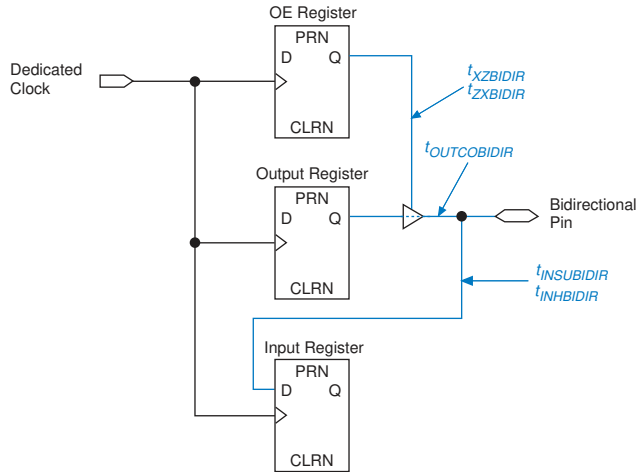 OE Register
PRN
D Q
CLRN
Dedicated
Clock
tXZBIDIR
tZXBIDIR
tOUTCOBIDIR
Output Register
PRN
D Q
CLRN
Bidirectional
Pin
tINSUBIDIR
tINHBIDIR
Input Register
PRN
D Q
CLRN